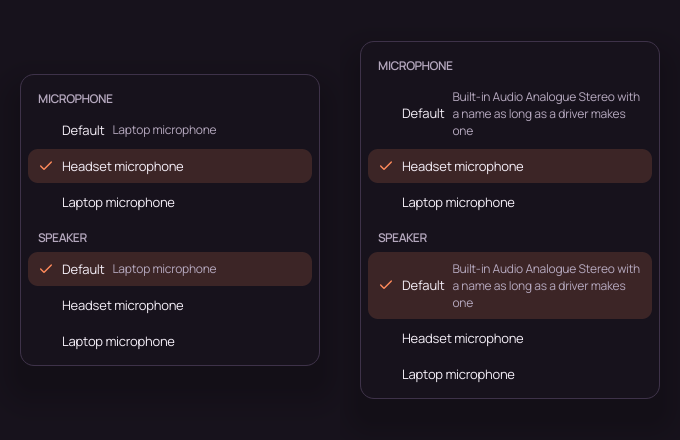 MICROPHONE
Default Laptop microphone
Headset microphone
Laptop microphone
SPEAKER
Default Laptop microphone
Headset microphone
Laptop microphone
MICROPHONE
Default Built-in Audio Analogue Stereo with
a name as long as a driver makes
one
Headset microphone
Laptop microphone
SPEAKER
Default Built-in Audio Analogue Stereo with
a name as long as a driver makes
one
Headset microphone
Laptop microphone